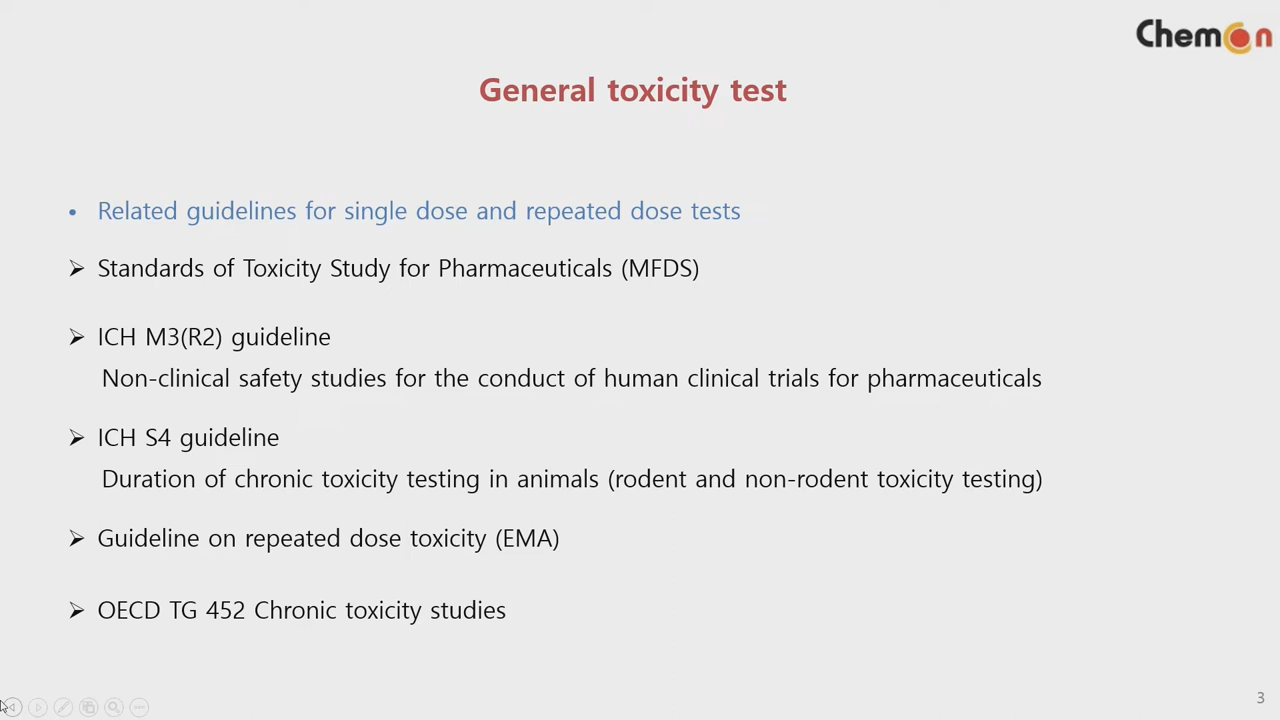 ChemOn
General toxicity test
• Related guidelines for single dose and repeated dose tests
➢ Standards of Toxicity Study for Pharmaceuticals (MFDS)
➢ ICH M3(R2) guideline
Non-clinical safety studies for the conduct of human clinical trials for pharmaceuticals
➢ ICH S4 guideline
Duration of chronic toxicity testing in animals (rodent and non-rodent toxicity testing)
➢ Guideline on repeated dose toxicity (EMA)
➢ OECD TG 452 Chronic toxicity studies
3